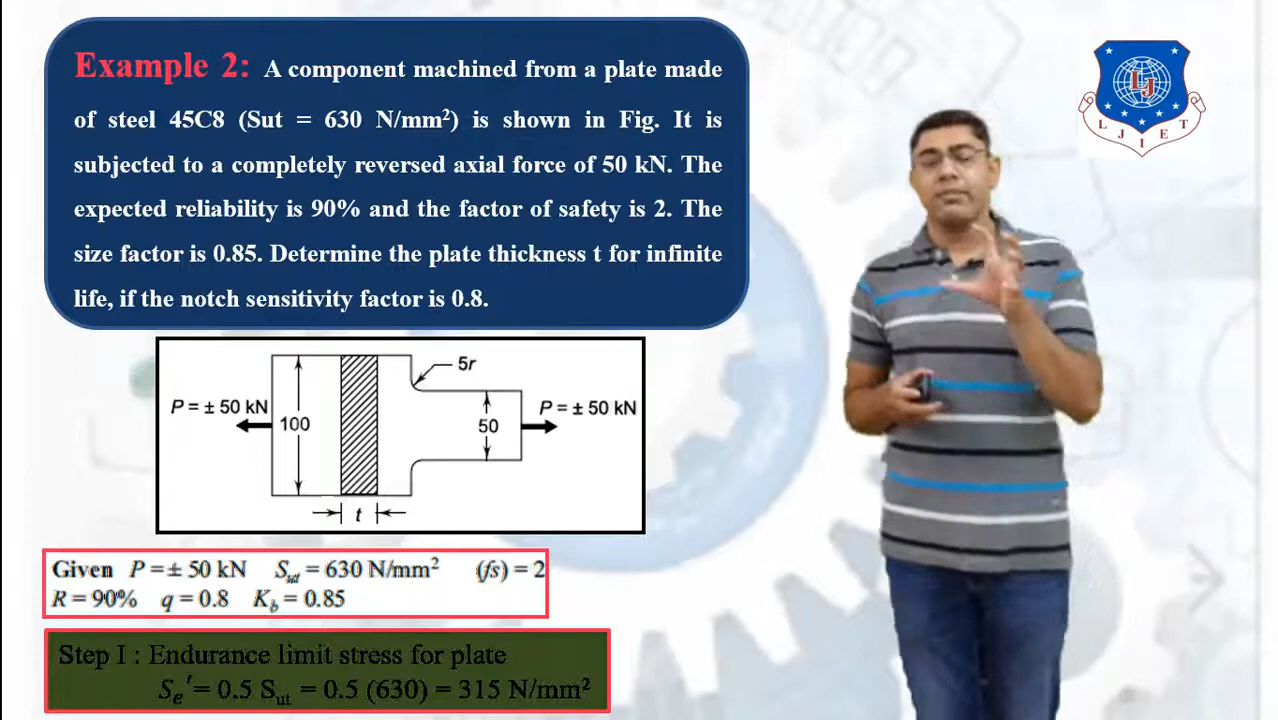 Example 2: A component machined from a plate made
of steel 45C8 (Sut = 630 N/mm²) is shown in Fig. It is
subjected to a completely reversed axial force of 50 kN. The
expected reliability is 90% and the factor of safety is 2. The
size factor is 0.85. Determine the plate thickness t for infinite
life, if the notch sensitivity factor is 0.8.
LJ
LJIET
5r
P = ± 50 kN
100
50
P = ± 50 kN
t
Given P = ± 50 kN Sut = 630 N/mm² (fs) = 2
R = 90% q = 0.8 Kb = 0.85
Step I : Endurance limit stress for plate
Se′= 0.5 Sut = 0.5 (630) = 315 N/mm²